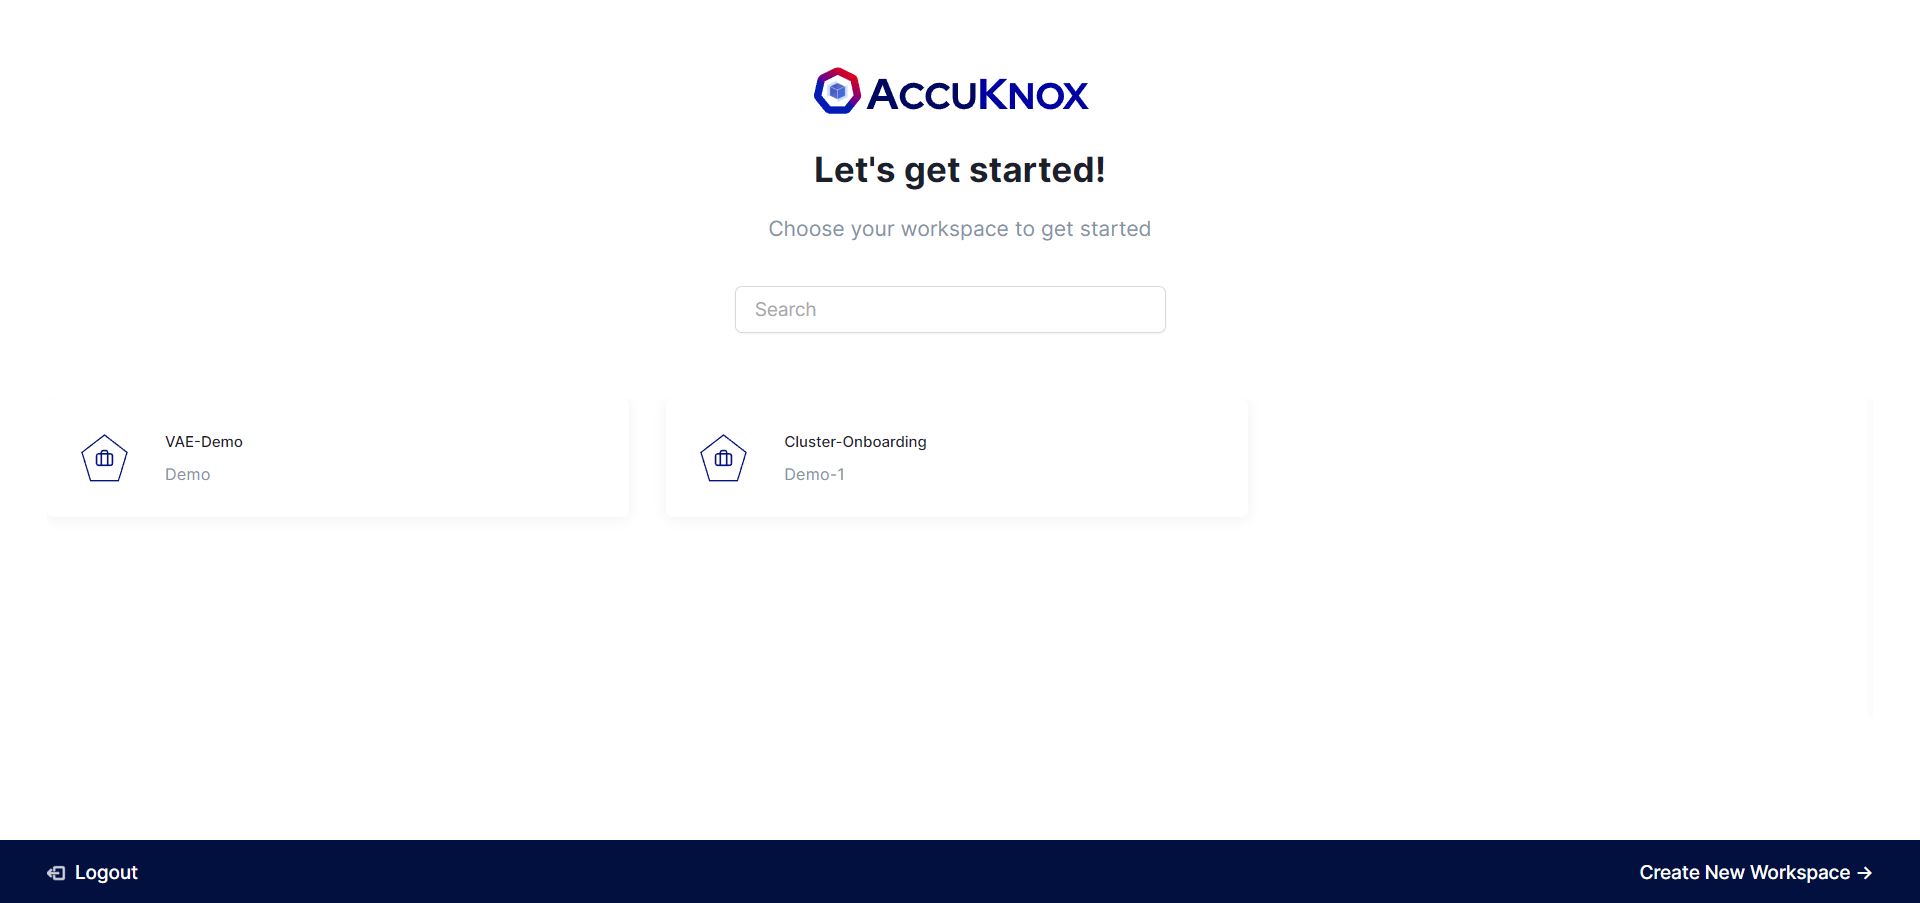 ACCUKNOX
Let's get started!
Choose your workspace to get started
Search
VAE-Demo
Demo
Cluster-Onboarding
Demo-1
Logout
Create New Workspace →